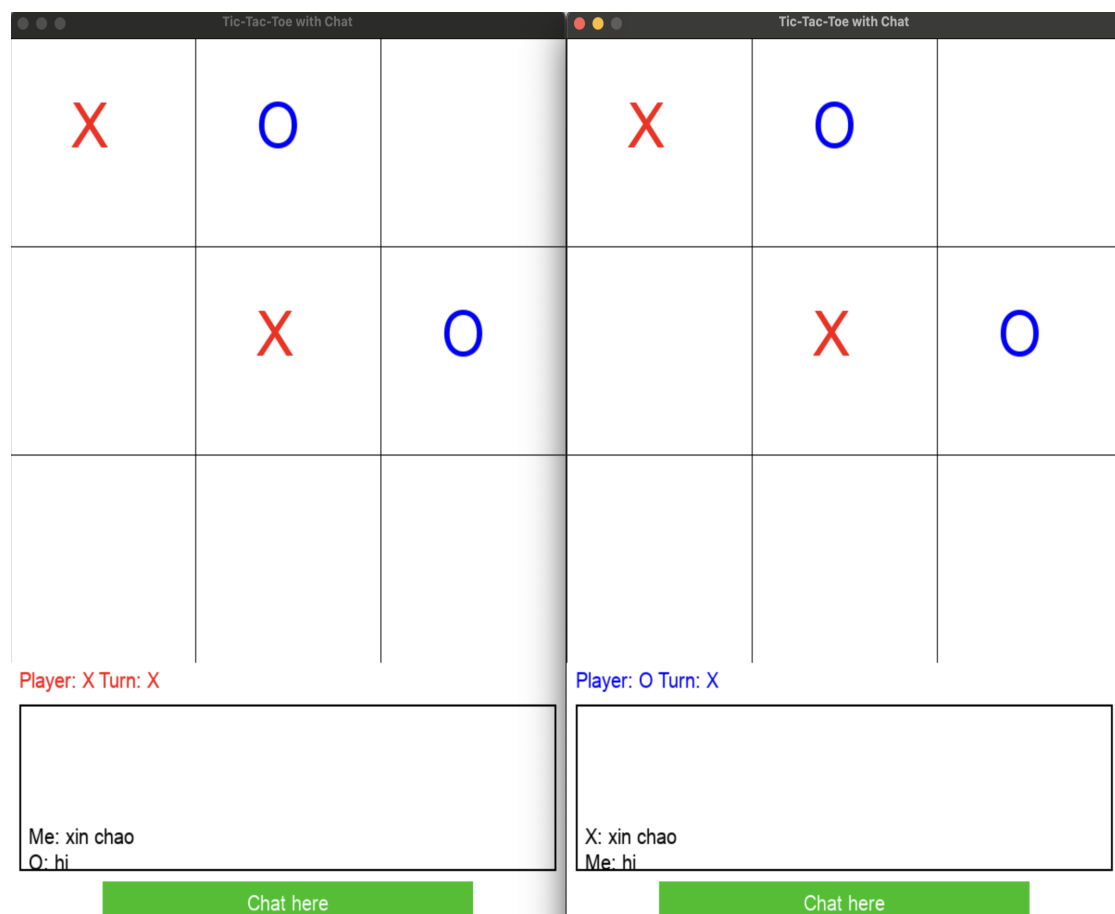 Tic-Tac-Toe with Chat
X O
X O
Player: X Turn: X
Me: xin chao
O: hi
Chat here
Tic-Tac-Toe with Chat
X O
X O
Player: O Turn: X
X: xin chao
Me: hi
Chat here